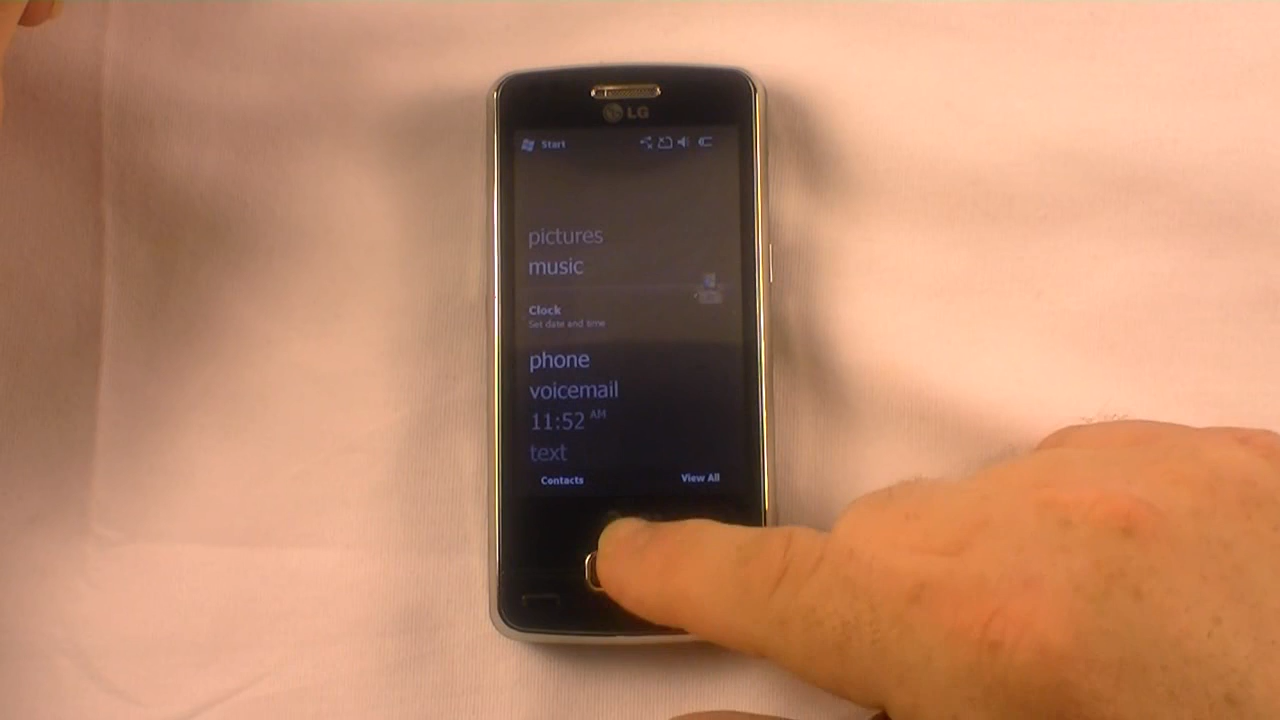 LG
Start
pictures
music
Clock
Set date and time
phone
voicemail
11:52 AM
text
Contacts View All